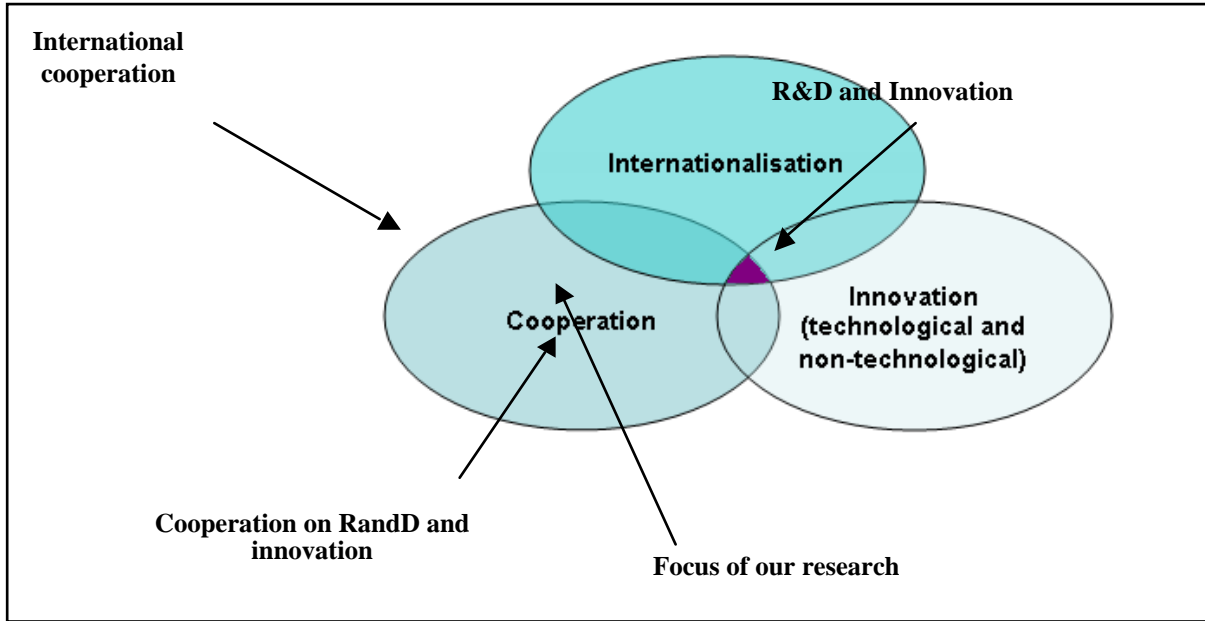 International
cooperation
R&D and Innovation
Internationalisation
Cooperation
Innovation
(technological and
non-technological)
Cooperation on RandD and
innovation
Focus of our research